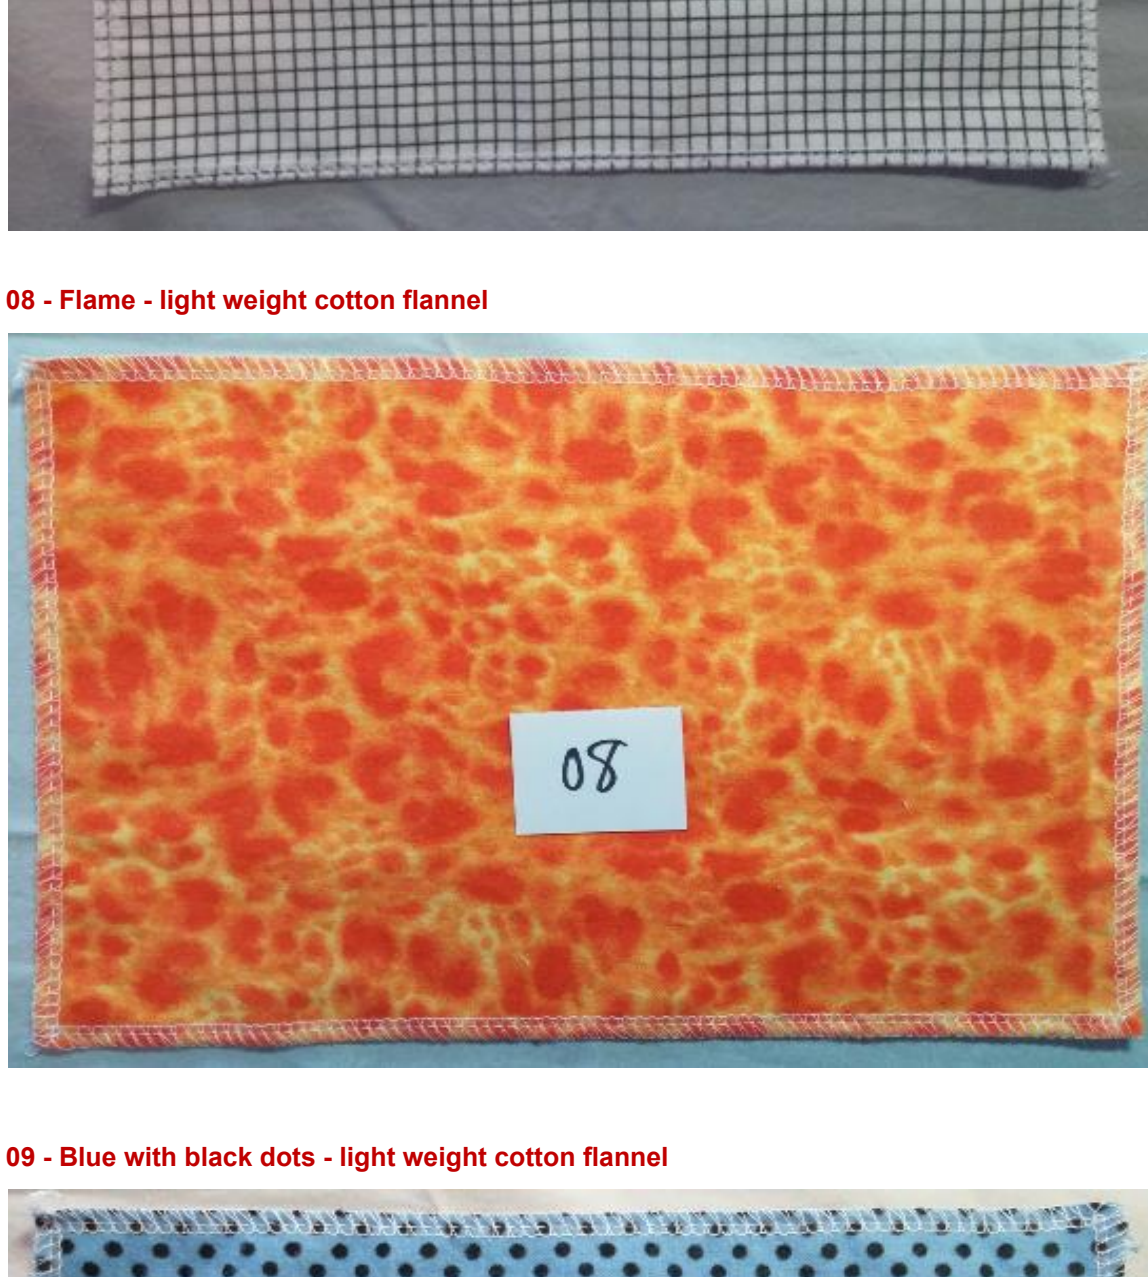 08 - Flame - light weight cotton flannel
08
09 - Blue with black dots - light weight cotton flannel